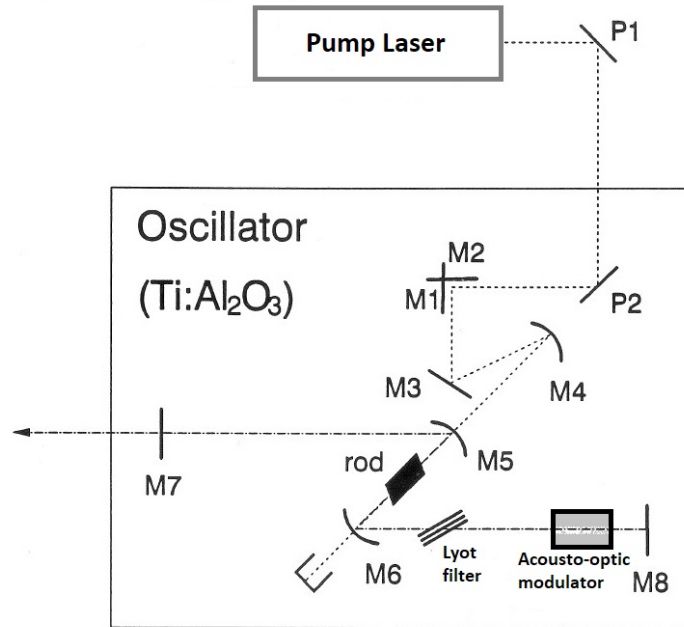 Pump Laser
P1
Oscillator
(Ti:Al₂O₃)
M2
M1
P2
M3
M4
M5
M7
rod
M6
Lyot
filter
Acousto-optic
modulator
M8